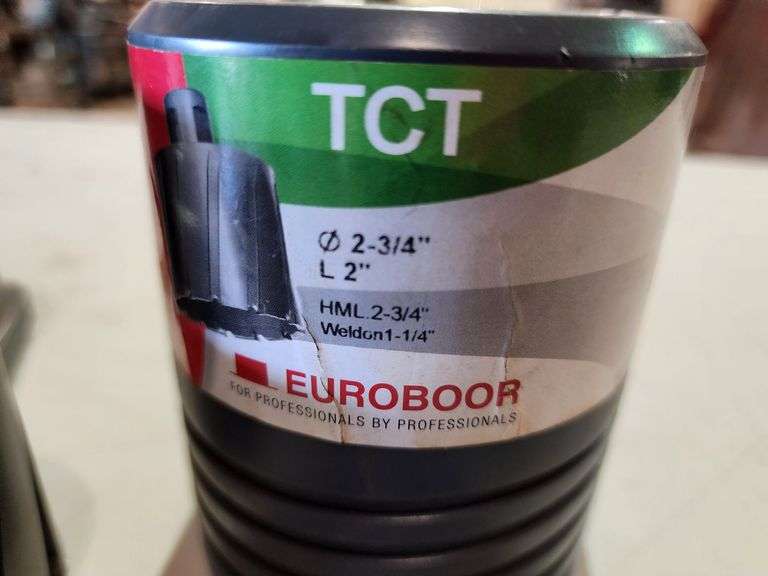 TCT
Ø 2-3/4"
L 2"
HML.2-3/4"
Weldon1-1/4"
EUROBOOR
FOR PROFESSIONALS BY PROFESSIONALS